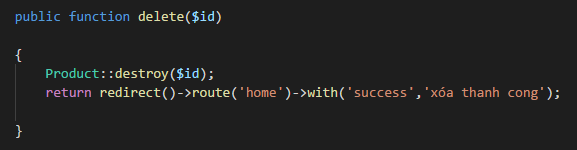 public function delete($id)
{
Product::destroy($id);
return redirect()->route('home')->with('success','xóa thanh cong');
}